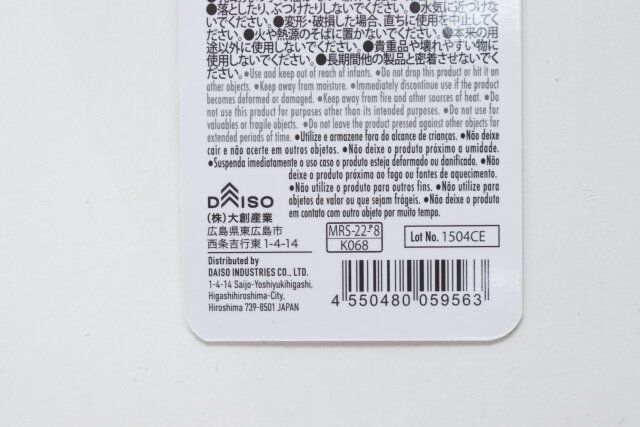 ●落としたり、ぶつけたりしないでください。●水気に近づけな
いでください。●変形・破損した場合、直ちに使用を中止してく
ださい。●火や熱源のそばに置かないでください。●本来の用
途以外に使用しないでください。●貴重品や壊れやすい物に
使用しないでください。●長期間他の製品と密着させないでく
ださい。●Use and keep out of reach of infants. ●Do not drop this product or hit it on
other objects. ●Keep away from moisture. ●Immediately discontinue use if the product
becomes deformed or damaged. ●Keep away from fire and other sources of heat. ●Do
not use this product for purposes other than its intended purposes. ●Do not use for
valuables or fragile objects. ●Do not leave the product pressed against other objects for
extended periods of time. ●Utilize e armazene fora do alcance de crianças. ●Não deixe
cair e não acerte em outros objetos. ●Não deixe o produto próximo a umidade.
●Suspenda imediatamente o uso caso o produto esteja deformado ou danificado. ●Não
deixe o produto próximo ao fogo ou fontes de aquecimento.
●Não utilize o produto para outros fins. ●Não utilize para
objetos de valor ou que sejam frágeis. ●Não deixe o produto
em contato com outro objeto por muito tempo.
DAISO
(株)大創産業
広島県東広島市
西条吉行東1-4-14
Distributed by
DAISO INDUSTRIES CO., LTD.
1-4-14 Saijo-Yoshiyukihigashi,
Higashihiroshima-City,
Hiroshima 739-8501 JAPAN
MRS-22-P8
K068
Lot No. 1504CE
4 550480 059563